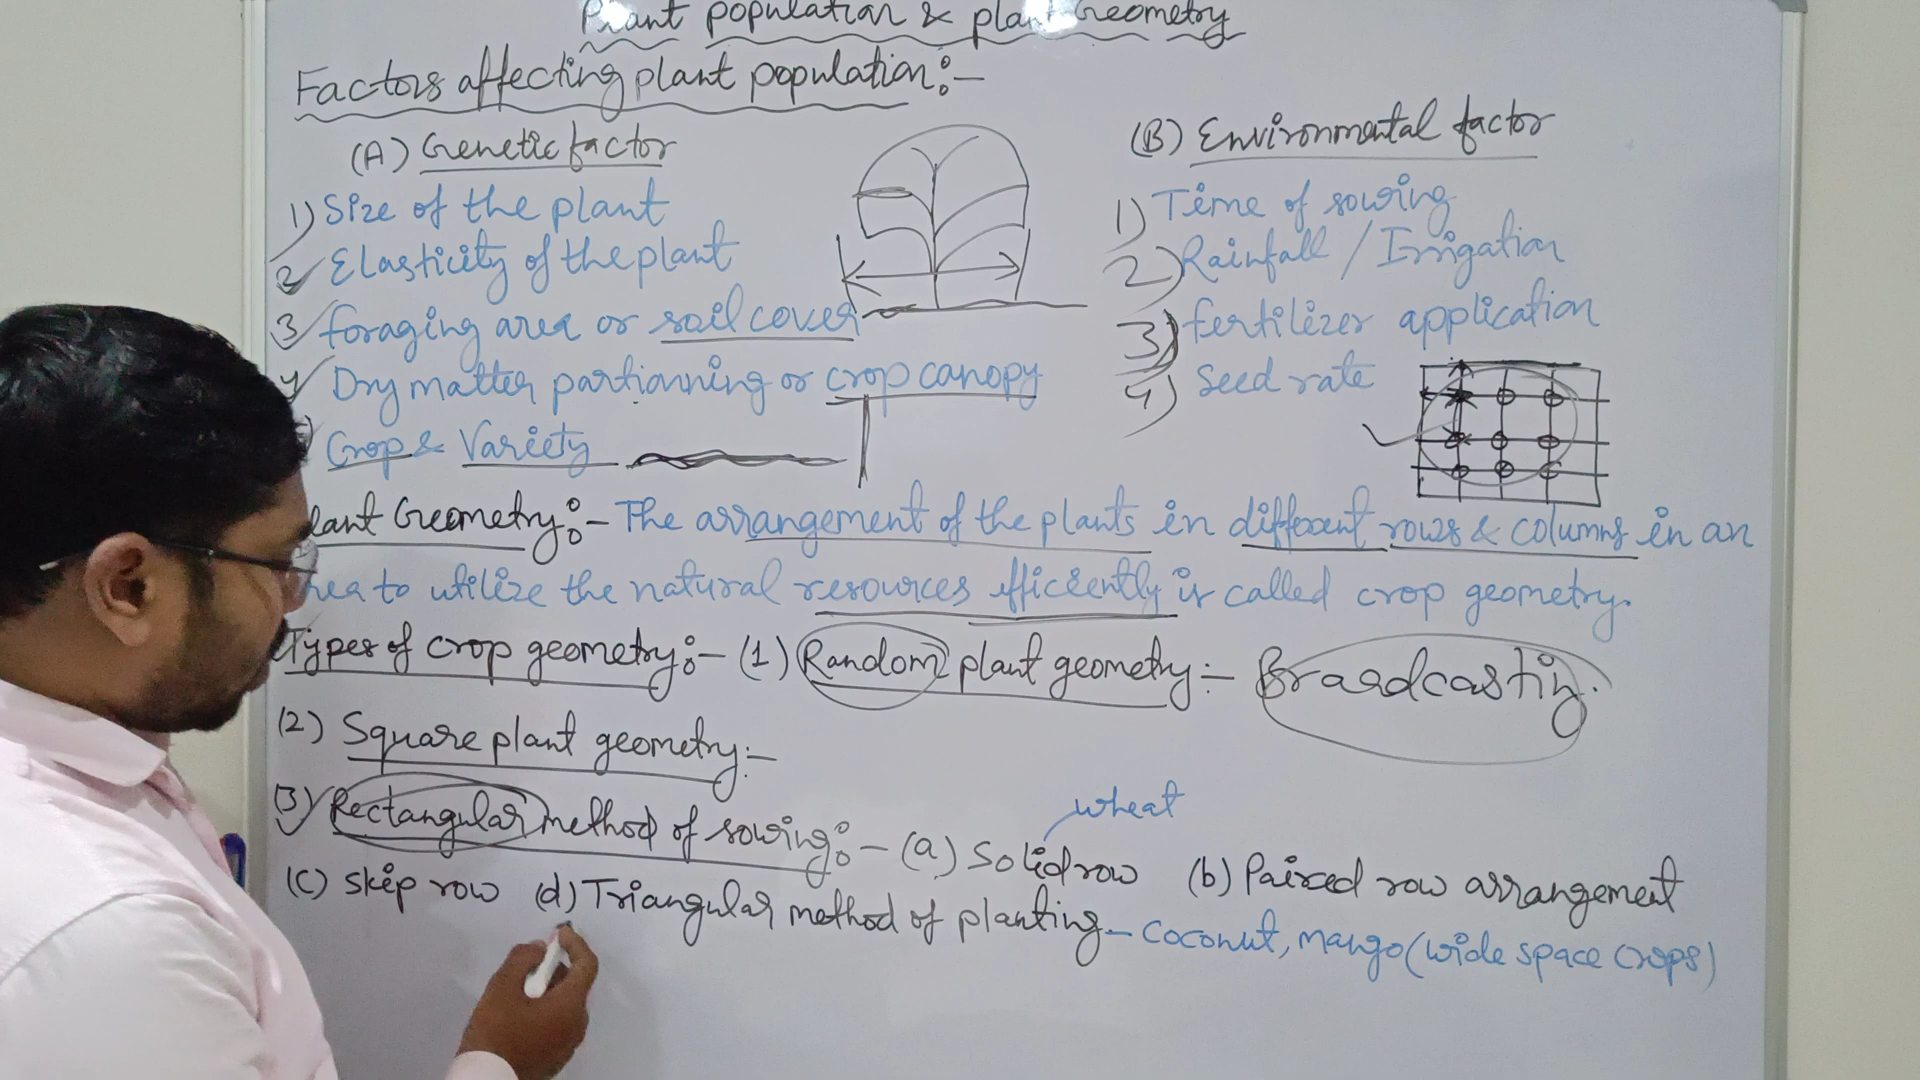 Plant population & plant Geometry
Factors affecting plant population:-
(A) Genetic factor
1) Size of the plant
2 Elasticity of the plant
3 foraging area or soil cover
4 Dry matter partionning or crop canopy
Crop & Variety
(B) Environmental factor
1) Time of sowing
2) Rainfall / Irrigation
3) fertilizer application
4) Seed rate
lant Geometry:- The arrangement of the plants in different rows & columns in an
rea to utilize the natural resources efficiently is called crop geometry.
Types of crop geometry:- (1) Random plant geometry:- Braodcastin.
(2) Square plant geometry:-
wheat
(3) Rectangular method of sowing:- (a) Solid row (b) Paired row arrangement
(c) skip row (d) Triangular method of planting - Coconut, Mango (wide space crops)